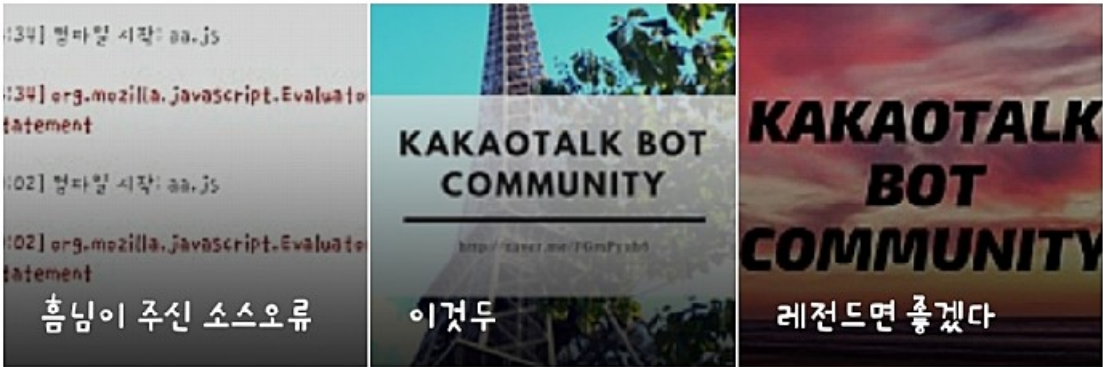 :34] 컴파일 시작: aa.js
:34] org.mozilla.javascript.Evaluato
tatement
:02] 컴파일 시작: aa.js
:02] org.mozilla.javascript.Evaluato
tatement
흠님이 주신 소스오류
KAKAOTALK BOT
COMMUNITY
이것두
KAKAOTALK
BOT
COMMUNITY
레전드면 좋겠다